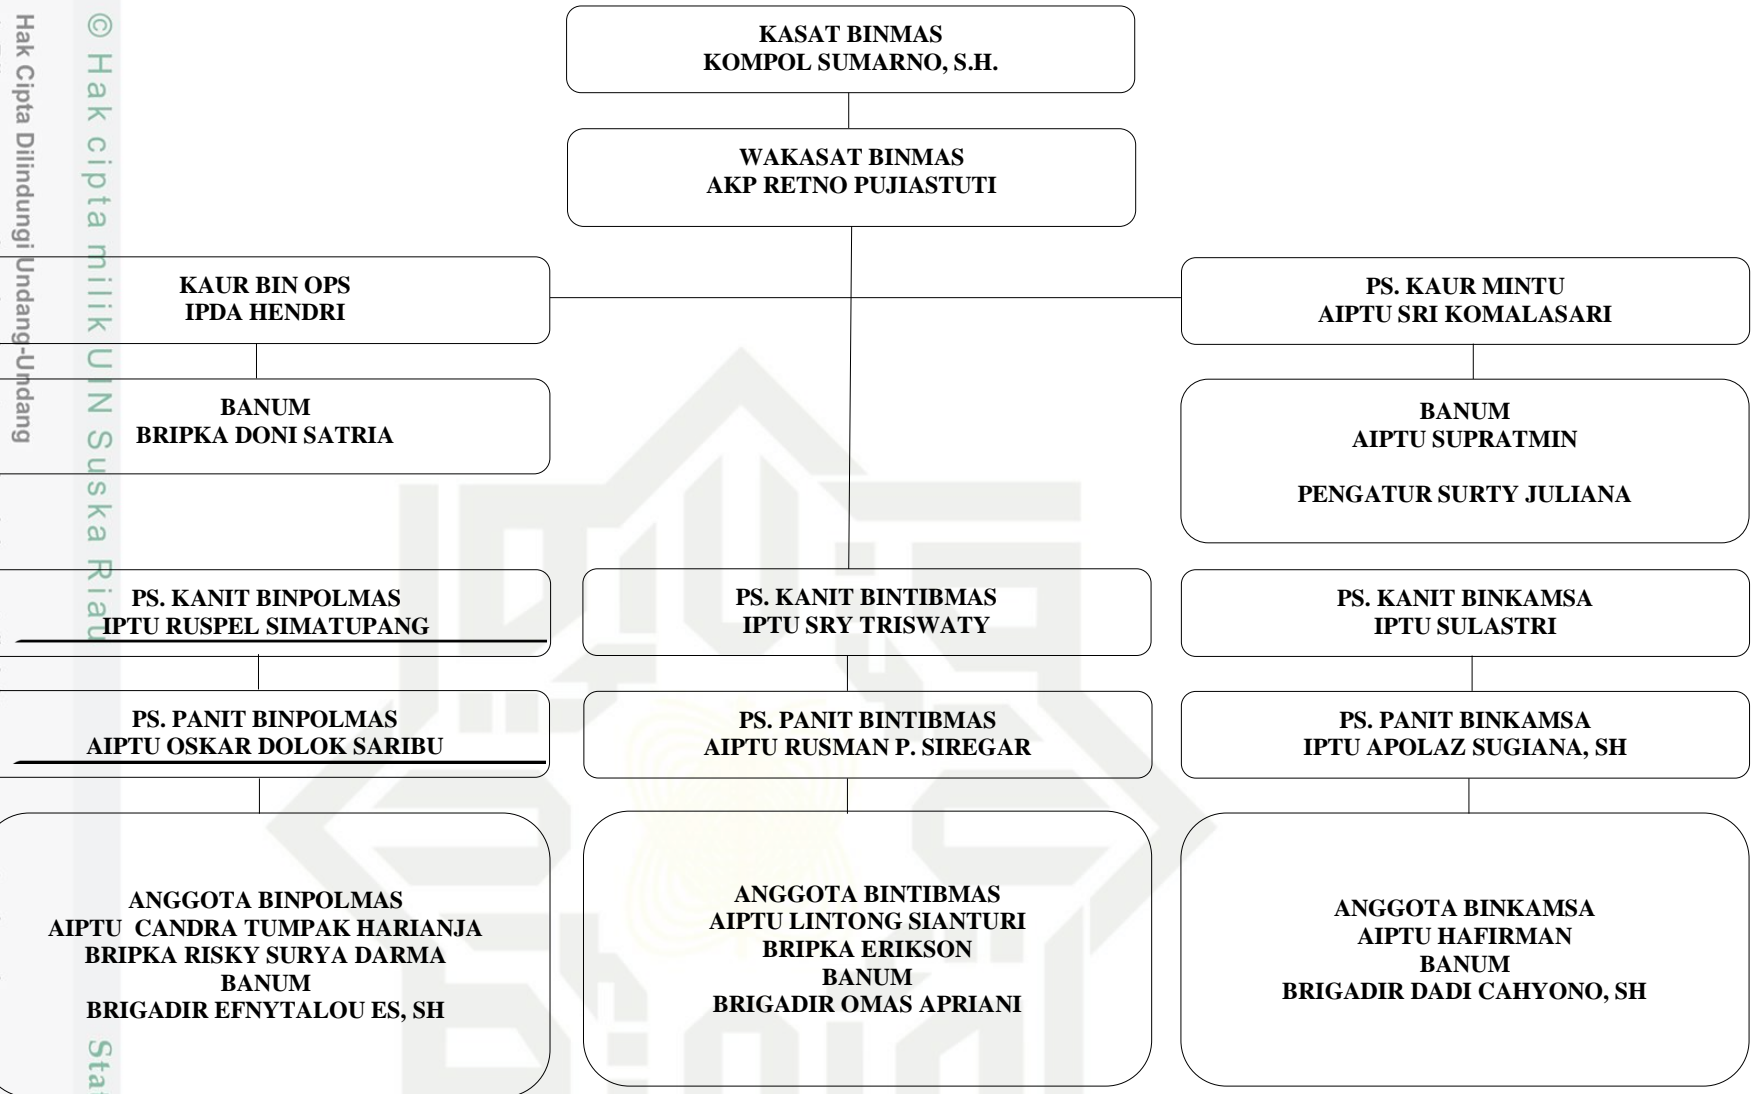 © Hak cipta milik UIN Suska Riau
Hak Cipta Dilindungi Undang-Undang
KASAT BINMAS
KOMPOL SUMARNO, S.H.
WAKASAT BINMAS
AKP RETNO PUJIASTUTI
KAUR BIN OPS
IPDA HENDRI
PS. KAUR MINTU
AIPTU SRI KOMALASARI
BANUM
BRIPKA DONI SATRIA
BANUM
AIPTU SUPRATMIN
PENGATUR SURTY JULIANA
PS. KANIT BINPOLMAS
IPTU RUSPEL SIMATUPANG
PS. KANIT BINTIBMAS
IPTU SRY TRISWATY
PS. KANIT BINKAMSA
IPTU SULASTRI
PS. PANIT BINPOLMAS
AIPTU OSKAR DOLOK SARIBU
PS. PANIT BINTIBMAS
AIPTU RUSMAN P. SIREGAR
PS. PANIT BINKAMSA
IPTU APOLAZ SUGIANA, SH
ANGGOTA BINPOLMAS
AIPTU  CANDRA TUMPAK HARIANJA
BRIPKA RISKY SURYA DARMA
BANUM
BRIGADIR EFNYTALOU ES, SH
ANGGOTA BINTIBMAS
AIPTU LINTONG SIANTURI
BRIPKA ERIKSON
BANUM
BRIGADIR OMAS APRIANI
ANGGOTA BINKAMSA
AIPTU HAFIRMAN
BANUM
BRIGADIR DADI CAHYONO, SH